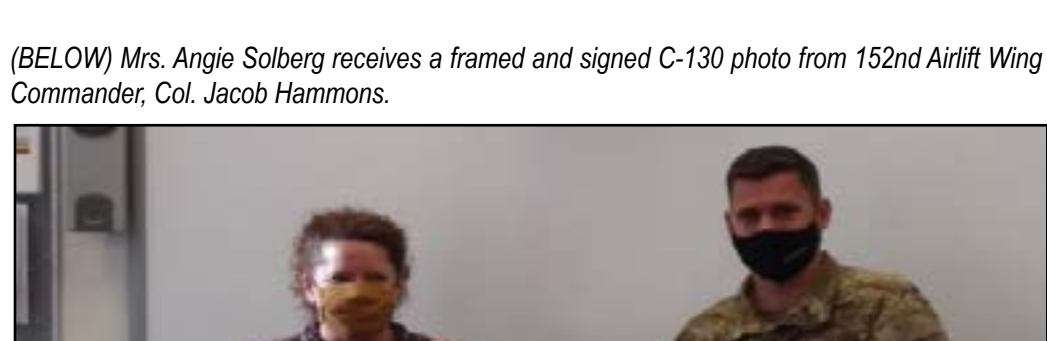 (BELOW) Mrs. Angie Solberg receives a framed and signed C-130 photo from 152nd Airlift Wing
Commander, Col. Jacob Hammons.